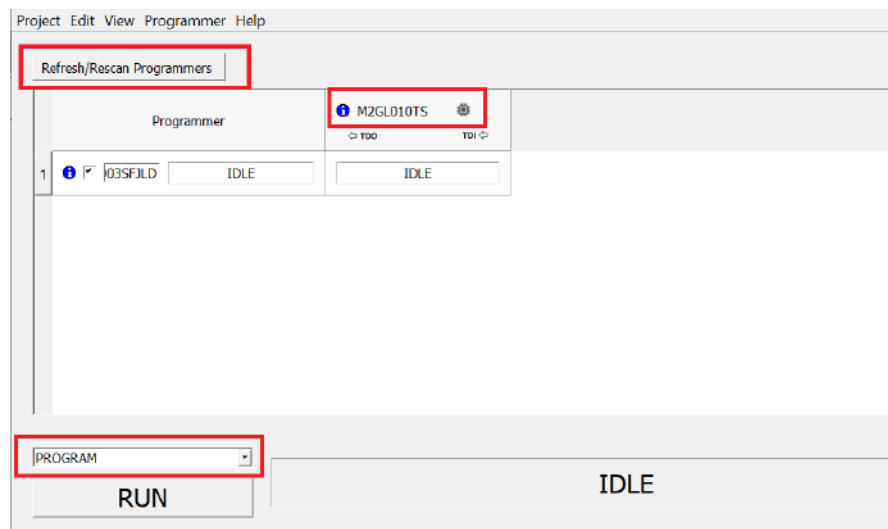 Project Edit View Programmer Help
Refresh/Rescan Programmers
Programmer
M2GL010TS
TDO
TDI
1
03SFJLD
IDLE
IDLE
PROGRAM
RUN
IDLE